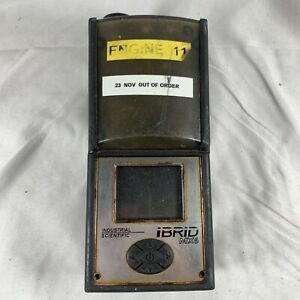 ENGINE 11
23 NOV OUT OF ORDER
INDUSTRIAL
SCIENTIFIC
iBRID
MX6